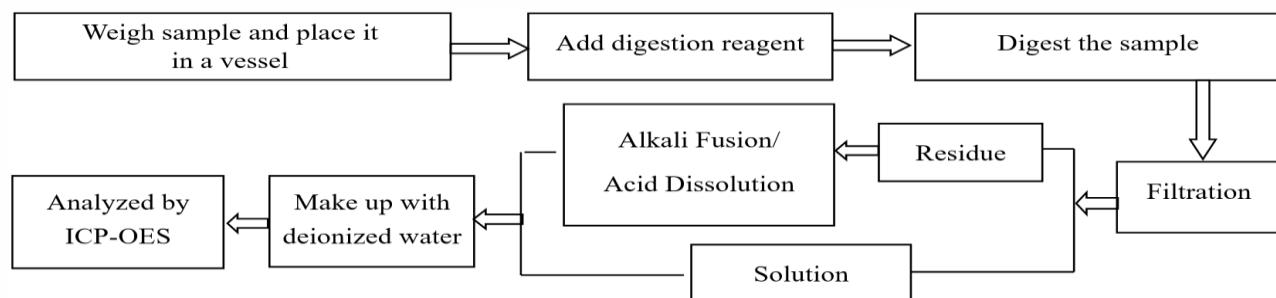 Weigh sample and place it
in a vessel
Add digestion reagent
Digest the sample
Filtration
Residue
Alkali Fusion/
Acid Dissolution
Solution
Make up with
deionized water
Analyzed by
ICP-OES